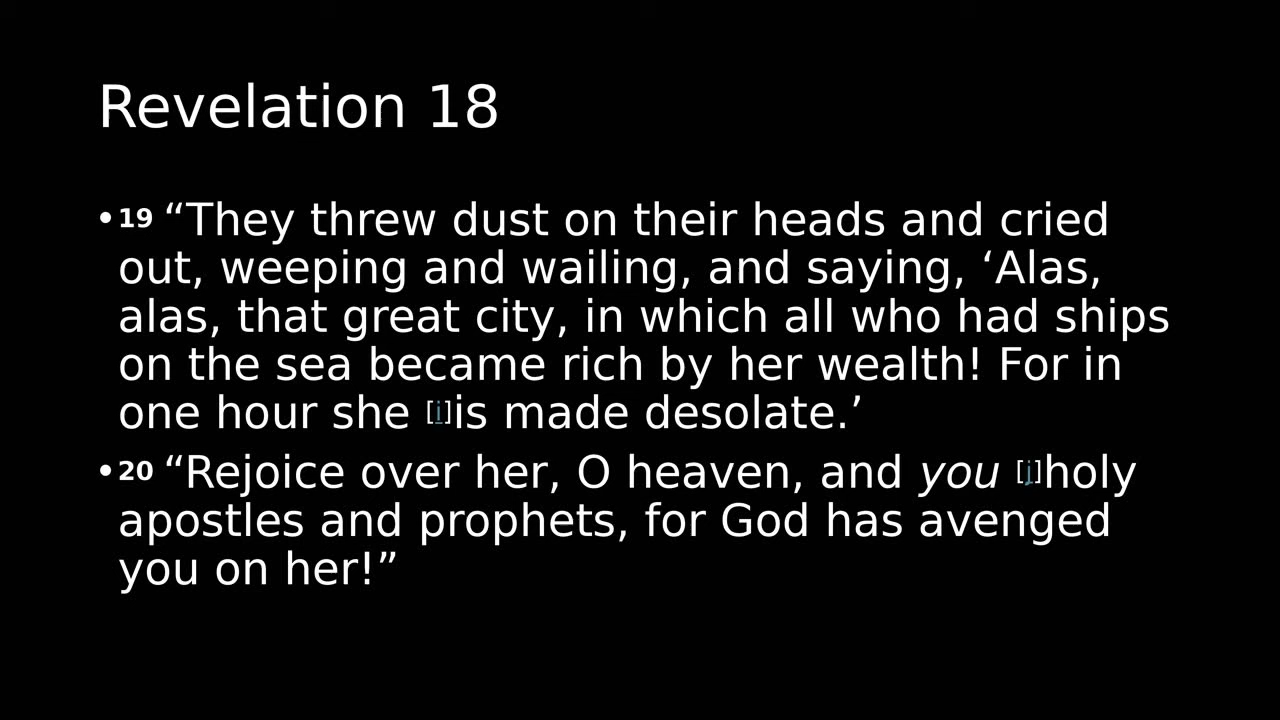 Revelation 18
•19 “They threw dust on their heads and cried
out, weeping and wailing, and saying, ‘Alas,
alas, that great city, in which all who had ships
on the sea became rich by her wealth! For in
one hour she [i]is made desolate.’
•20 “Rejoice over her, O heaven, and you [j]holy
apostles and prophets, for God has avenged
you on her!”